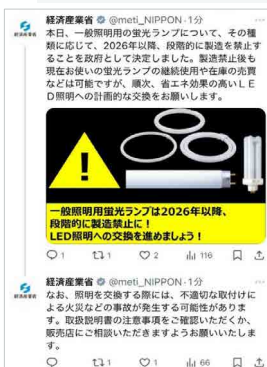 経済産業省 @meti_NIPPON・1分
本日、一般照明用の蛍光ランプについて、その種
類に応じて、2026年以降、段階的に製造を禁止す
ることを政府として決定しました。製造禁止後も
現在お使いの蛍光ランプの継続使用や在庫の売買
などは可能ですが、順次、省エネ効果の高いLE
D照明への計画的な交換をお願いします。
一般照明用蛍光ランプは2026年以降、
段階的に製造禁止に!
LED照明への交換を進めましょう!
1 1 2 116
経済産業省 @meti_NIPPON・1分
なお、照明を交換する際には、不適切な取付けに
よる火災などの事故が発生する可能性がありま
す。取扱説明書の注意事項をご確認いただくか、
販売店にご相談いただきますようお願いいたしま
す。
1 1 66